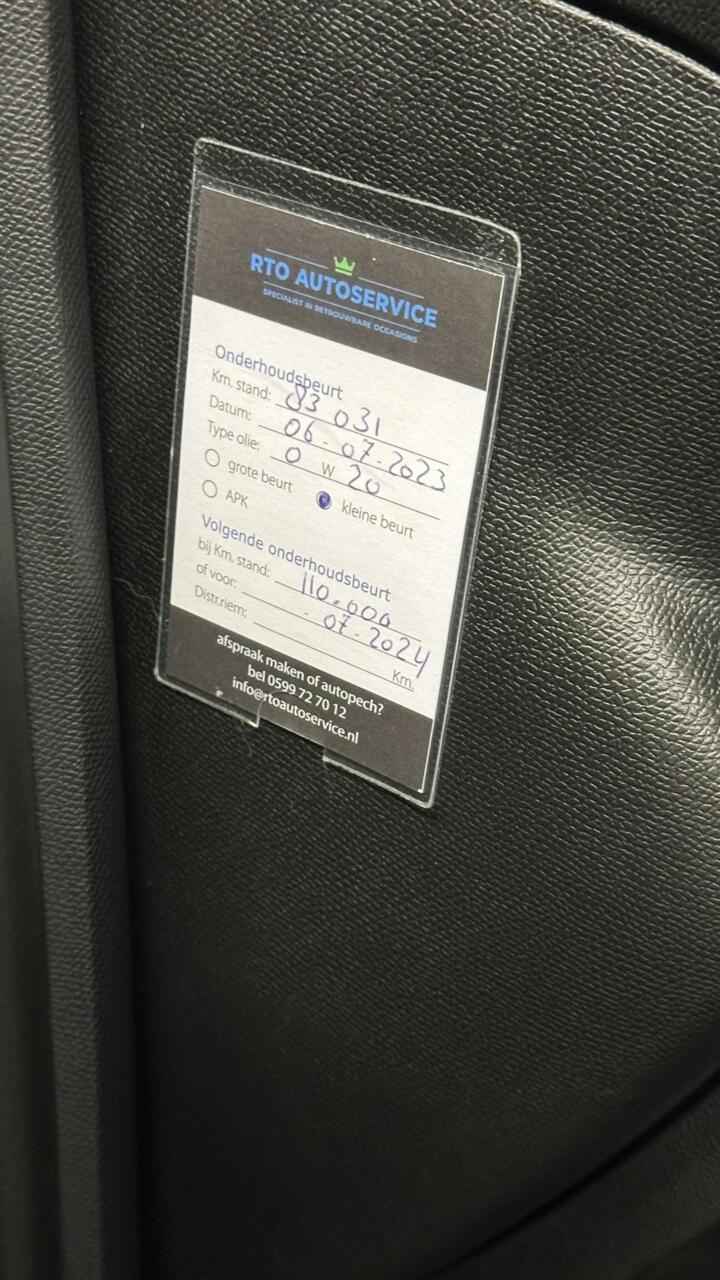 RTO AUTOSERVICE
SPECIALIST IN BETROUWBARE OCCASIONS
Onderhoudsbeurt
Km. stand: 83 031
Datum: 06 - 07 - 2023
Type olie: 0 W 20
grote beurt kleine beurt
APK
Volgende onderhoudsbeurt
bij Km. stand: 110.000
of voor: - 07 - 2024
Distr.riem: Km.
afspraak maken of autopech?
bel 0599 72 70 12
info@rtoautoservice.nl